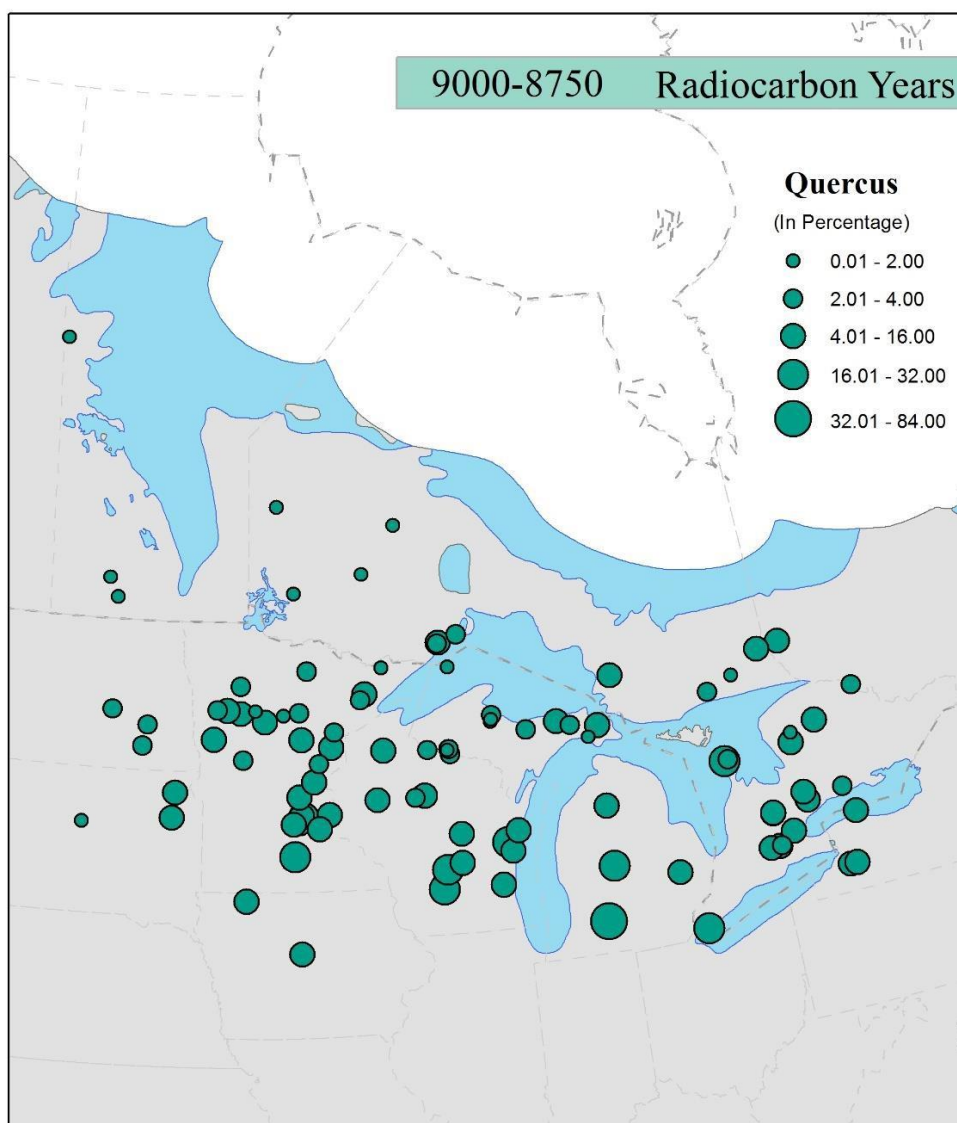 9000-8750 Radiocarbon Years
Quercus
(In Percentage)
0.01 - 2.00
2.01 - 4.00
4.01 - 16.00
16.01 - 32.00
32.01 - 84.00